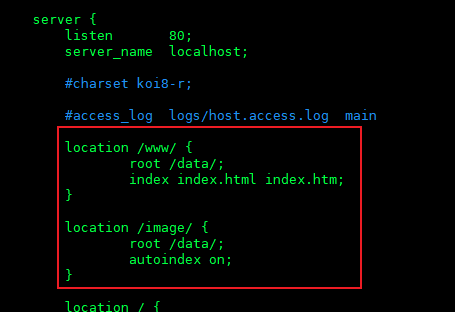 server {
listen 80;
server_name localhost;
#charset koi8-r;
#access_log logs/host.access.log main
location /www/ {
root /data/;
index index.html index.htm;
}
location /image/ {
root /data/;
autoindex on;
}
location / {